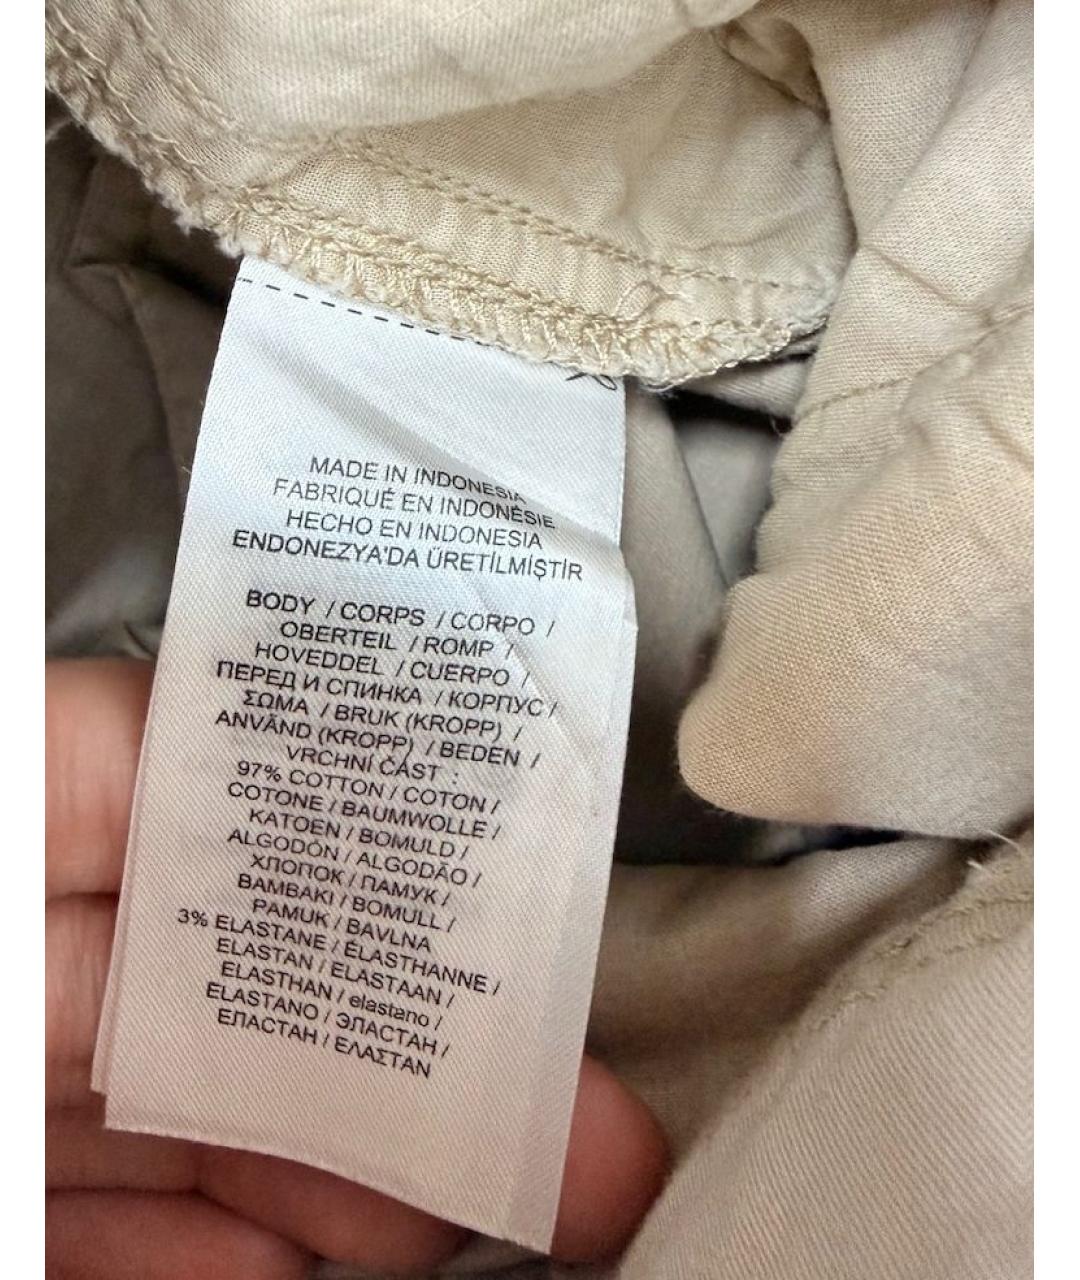 MADE IN INDONESIA
FABRIQUÉ EN INDONÉSIE
HECHO EN INDONESIA
ENDONEZYA'DA ÜRETİLMİŞTİR
BODY / CORPS / CORPO /
OBERTEIL / ROMP /
HOVEDDEL / CUERPO /
ПЕРЕД И СПИНКА / КОРПУС /
ΣΩΜΑ / BRUK (KROPP) /
ANVÄND (KROPP) / BEDEN /
VRCHNÍ ČÁST :
97% COTTON / COTON /
COTONE / BAUMWOLLE /
KATOEN / BOMULD /
ALGODÓN / ALGODÃO /
ХЛОПОК / ПАМУК /
BAMBAKI / BOMULL /
PAMUK / BAVLNA
3% ELASTANE / ÉLASTHANNE /
ELASTAN / ELASTAAN /
ELASTHAN / elastano /
ELASTANO / ЭЛАСТАН /
ЕЛАСТАН / ΕΛΑΣΤΑΝ